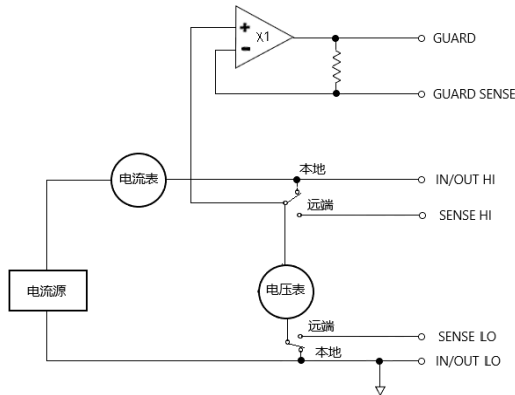 X1
GUARD
GUARD SENSE
本地
电流表
IN/OUT HI
远端
SENSE HI
电流源
电压表
远端
SENSE LO
本地
IN/OUT LO